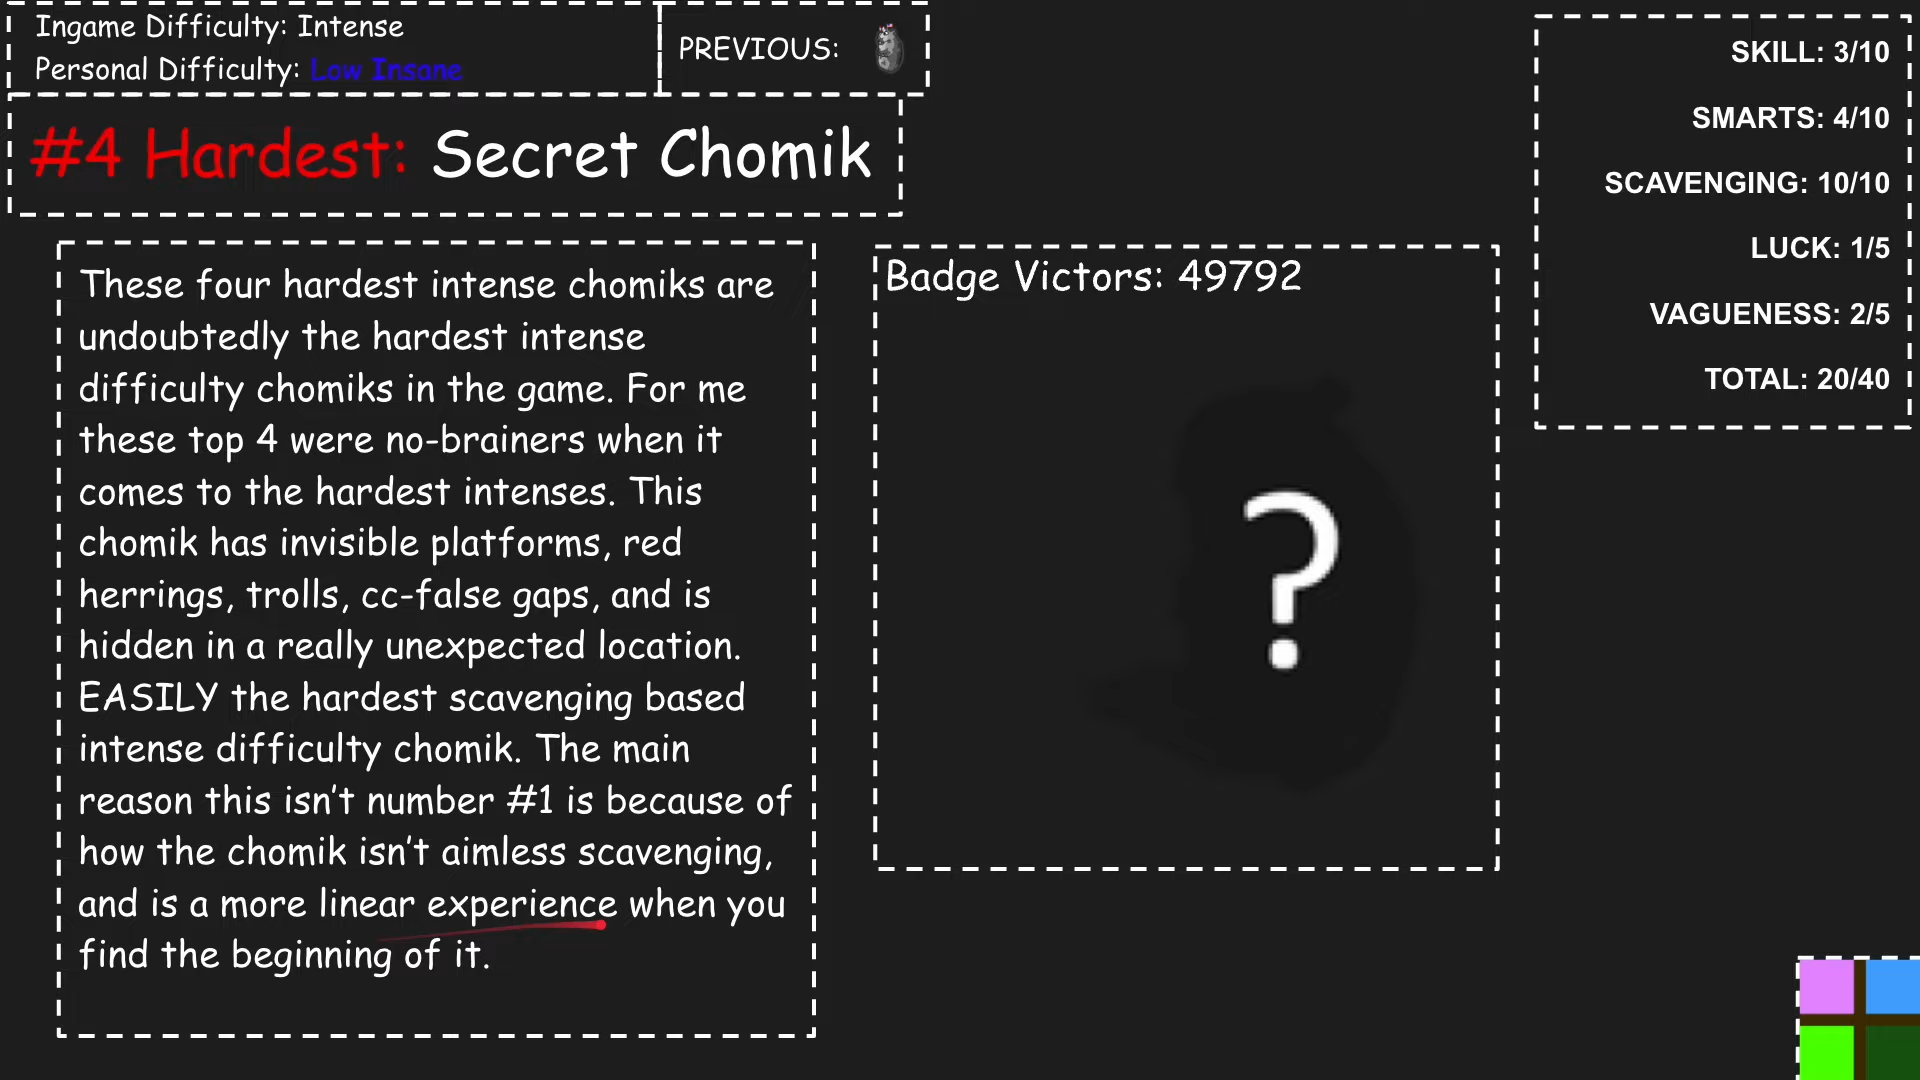 Ingame Difficulty: Intense
Personal Difficulty: Low Insane
PREVIOUS:
#4 Hardest: Secret Chomik
These four hardest intense chomiks are
undoubtedly the hardest intense
difficulty chomiks in the game. For me
these top 4 were no-brainers when it
comes to the hardest intenses. This
chomik has invisible platforms, red
herrings, trolls, cc-false gaps, and is
hidden in a really unexpected location.
EASILY the hardest scavenging based
intense difficulty chomik. The main
reason this isn't number #1 is because of
how the chomik isn't aimless scavenging,
and is a more linear experience when you
find the beginning of it.
Badge Victors: 49792
?
SKILL: 3/10
SMARTS: 4/10
SCAVENGING: 10/10
LUCK: 1/5
VAGUENESS: 2/5
TOTAL: 20/40